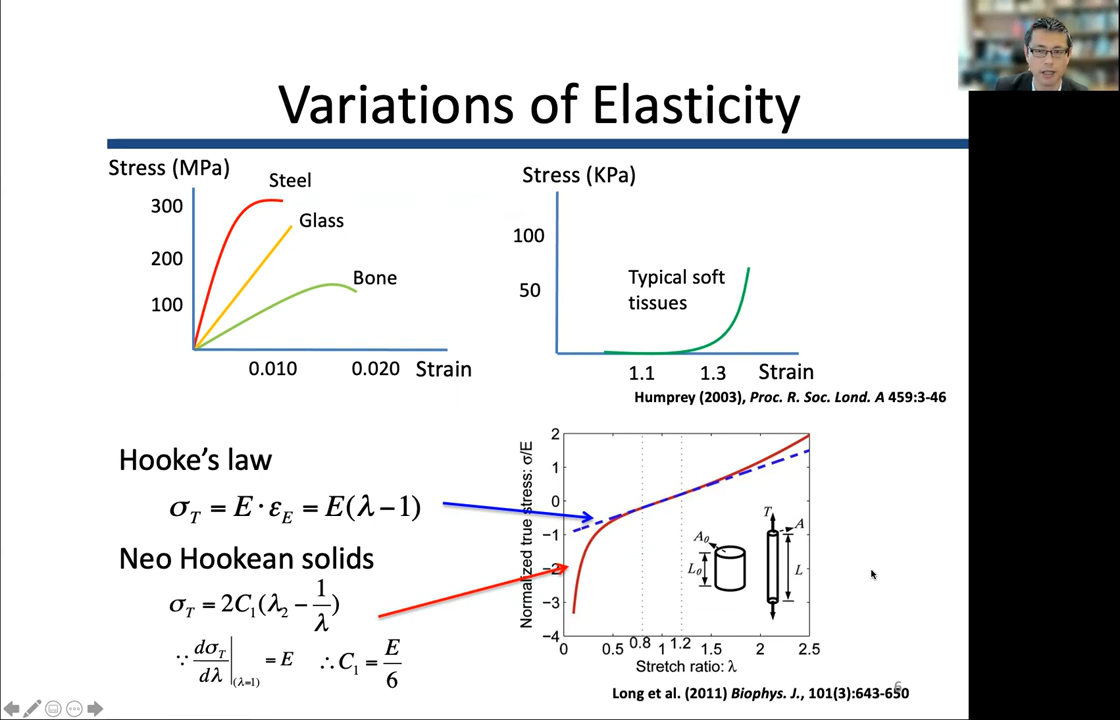 Variations of Elasticity
Stress (MPa)
300
200
100
Steel
Glass
Bone
0.010 0.020 Strain
Stress (KPa)
100
50
Typical soft
tissues
1.1 1.3 Strain
Humprey (2003), Proc. R. Soc. Lond. A 459:3-46
Hooke's law
σ_T = E · ε_E = E(λ − 1)
Neo Hookean solids
σ_T = 2C₁(λ₂ − 1/λ)
∵ dσ_T/dλ |_(λ=1) = E ∴ C₁ = E/6
Normalized true stress: σ/E
2
1
0
−1
−2
−3
−4
0 0.5 0.8 1 1.2 1.5 2 2.5
Stretch ratio: λ
A₀
L₀
T
A
L
Long et al. (2011) Biophys. J., 101(3):643-650
6